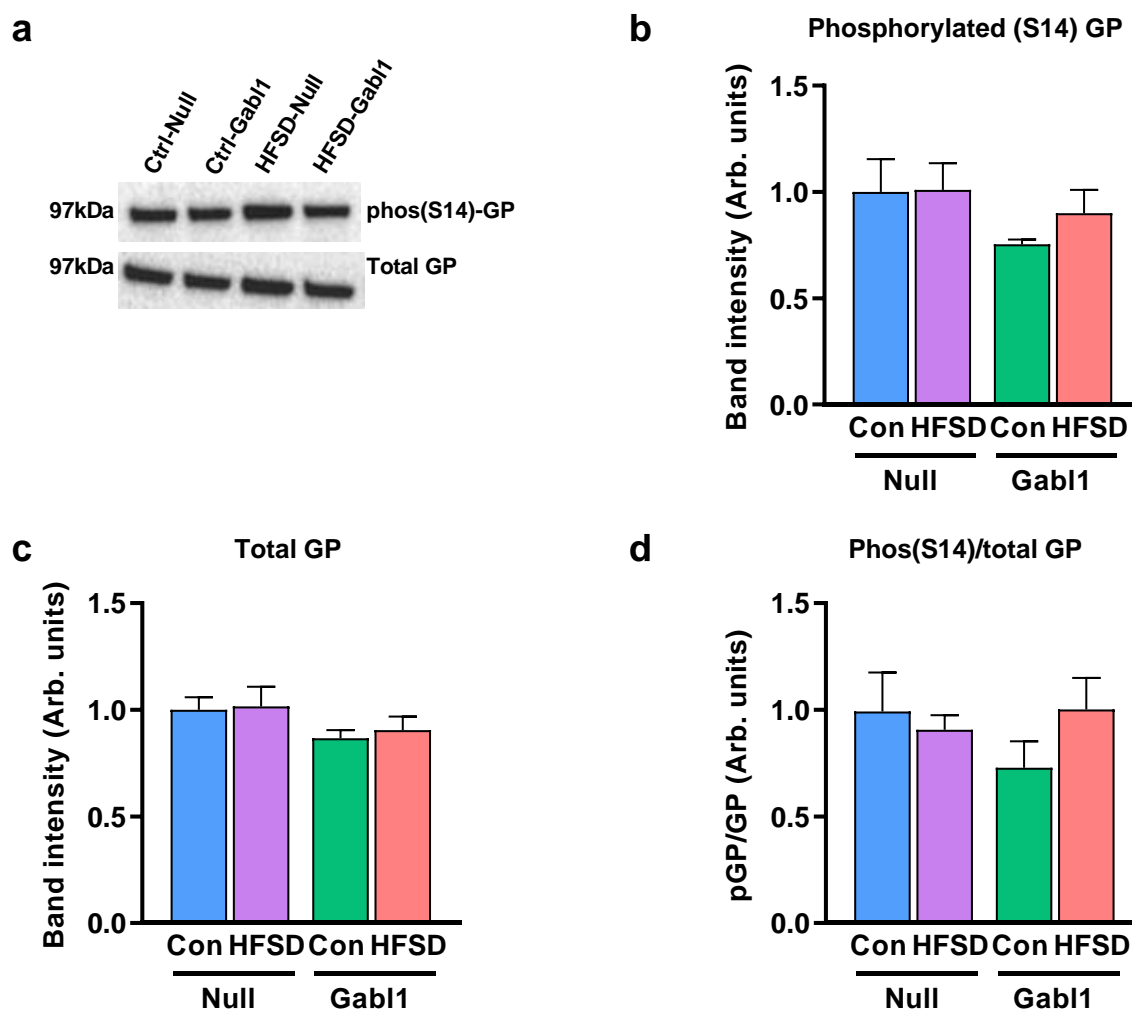 a
Ctrl-Null
Ctrl-Gabl1
HFSD-Null
HFSD-Gabl1
97kDa
phos(S14)-GP
97kDa
Total GP
b
Phosphorylated (S14) GP
Band intensity (Arb. units)
1.5
1.0
0.5
0.0
Con HFSD Con HFSD
Null Gabl1
c
Total GP
Band intensity (Arb. units)
1.5
1.0
0.5
0.0
Con HFSD Con HFSD
Null Gabl1
d
Phos(S14)/total GP
pGP/GP (Arb. units)
1.5
1.0
0.5
0.0
Con HFSD Con HFSD
Null Gabl1